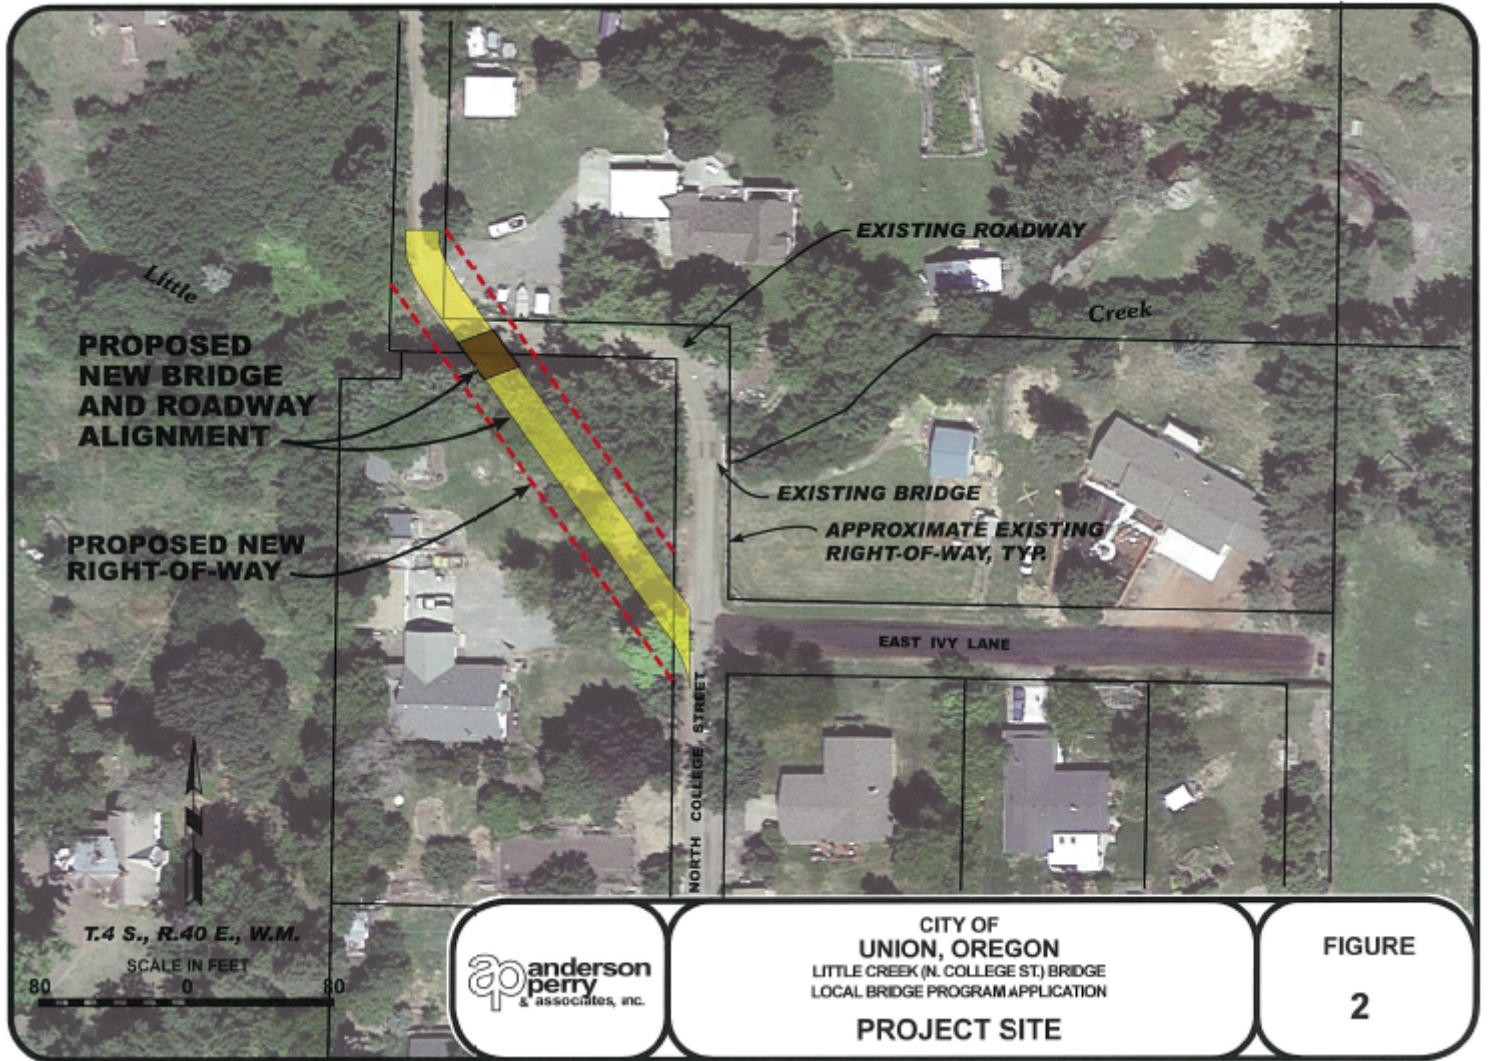 EXISTING ROADWAY
Little
Creek
PROPOSED
NEW BRIDGE
AND ROADWAY
ALIGNMENT
EXISTING BRIDGE
APPROXIMATE EXISTING
RIGHT-OF-WAY, TYP.
PROPOSED NEW
RIGHT-OF-WAY
EAST IVY LANE
NORTH COLLEGE STREET
T.4 S., R.40 E., W.M.
SCALE IN FEET
80 0 80
ap anderson
perry
& associates, inc.
CITY OF
UNION, OREGON
LITTLE CREEK (N. COLLEGE ST.) BRIDGE
LOCAL BRIDGE PROGRAM APPLICATION
PROJECT SITE
FIGURE
2